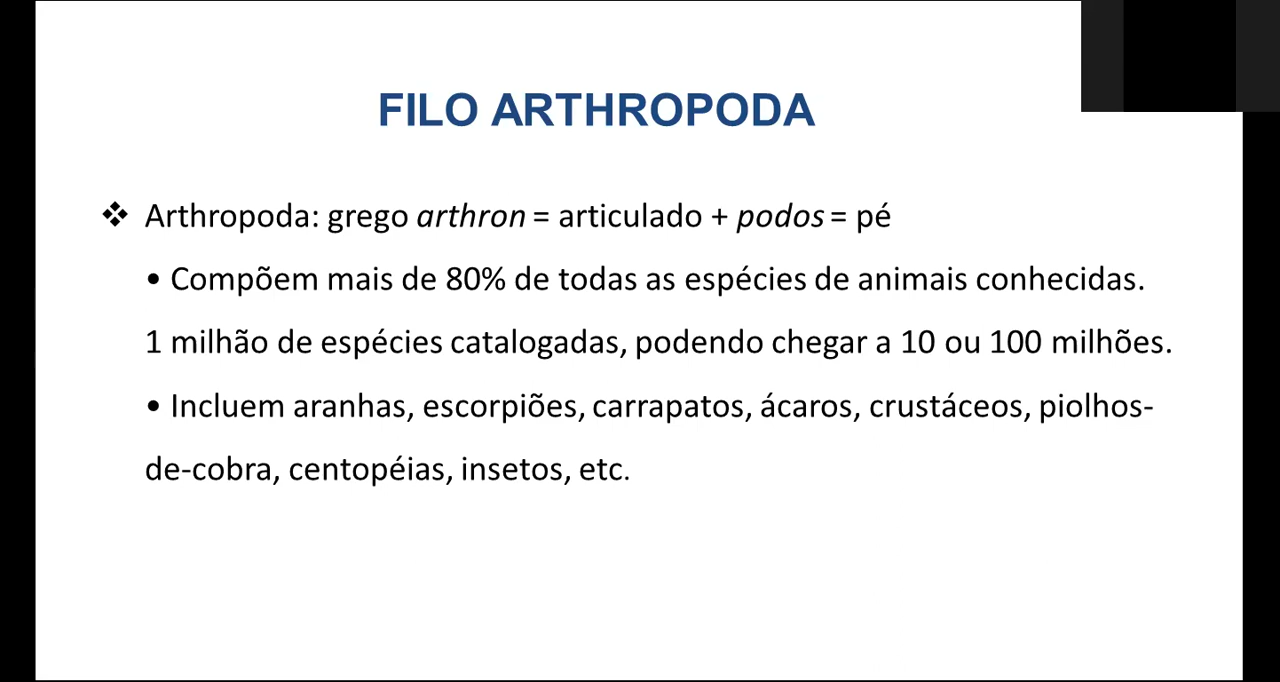 FILO ARTHROPODA
❖ Arthropoda: grego arthron = articulado + podos = pé
• Compõem mais de 80% de todas as espécies de animais conhecidas.
1 milhão de espécies catalogadas, podendo chegar a 10 ou 100 milhões.
• Incluem aranhas, escorpiões, carrapatos, ácaros, crustáceos, piolhos-
de-cobra, centopéias, insetos, etc.